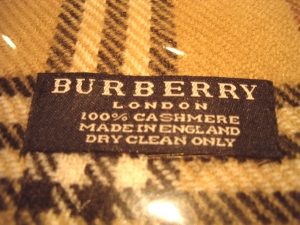 BURBERRY
LONDON
100% CASHMERE
MADE IN ENGLAND
DRY CLEAN ONLY